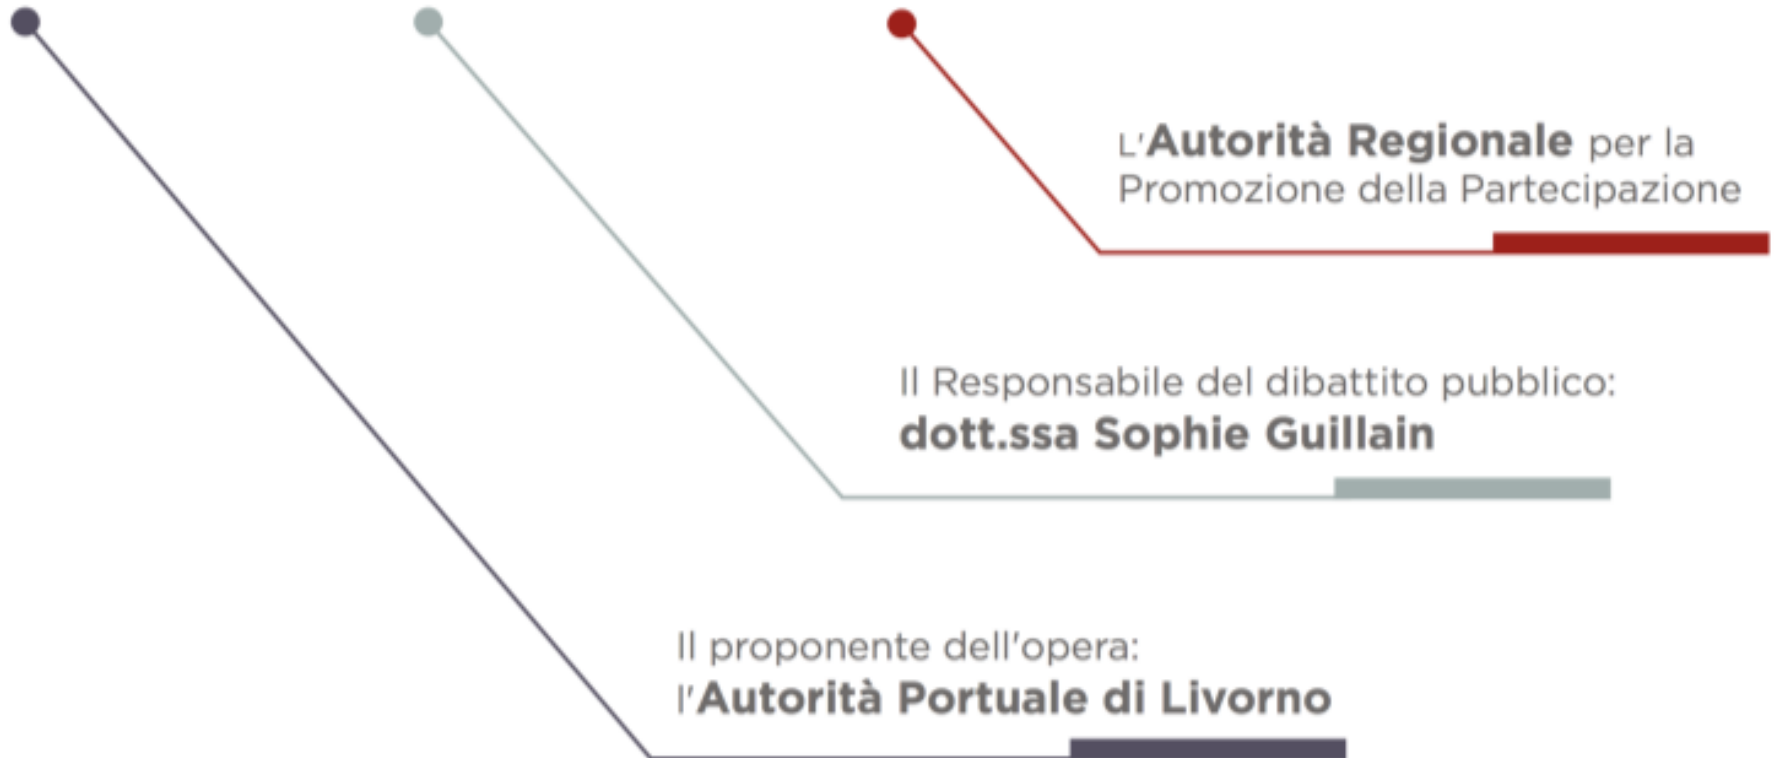 L'Autorità Regionale per la
Promozione della Partecipazione
Il Responsabile del dibattito pubblico:
dott.ssa Sophie Guillain
Il proponente dell'opera:
l'Autorità Portuale di Livorno